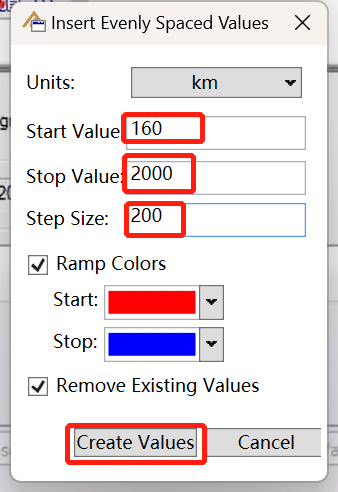 Insert Evenly Spaced Values
Units: km
Start Value 160
Stop Value: 2000
Step Size: 200
Ramp Colors
Start:
Stop:
Remove Existing Values
Create Values Cancel